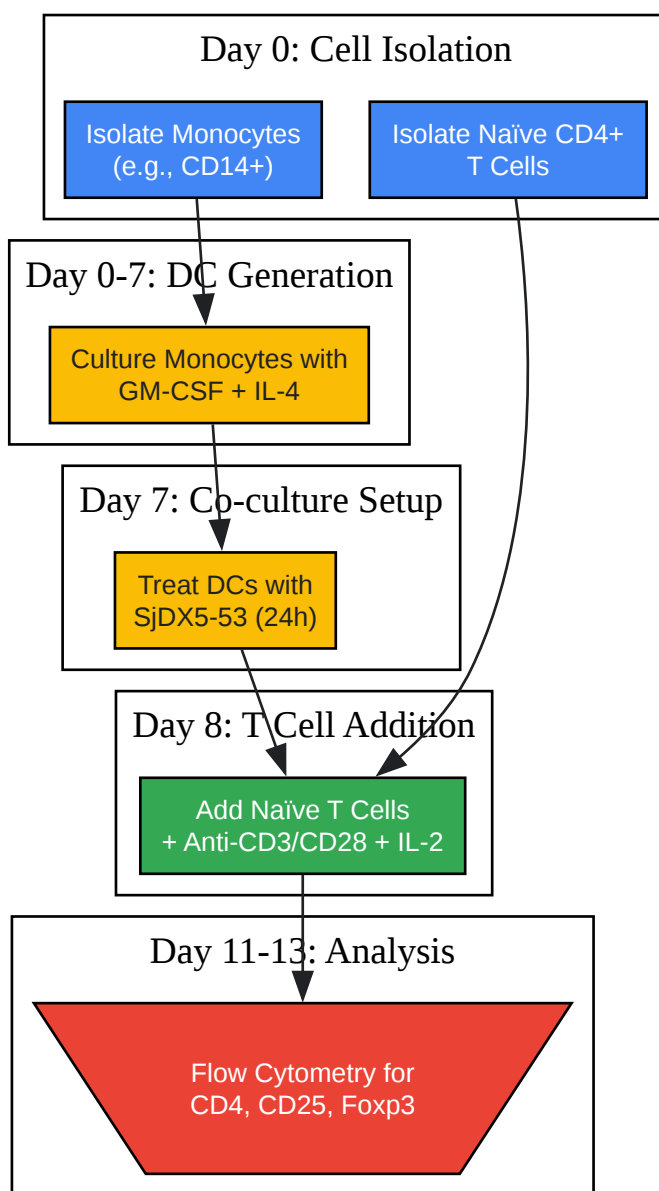 Day 0: Cell Isolation
Isolate Monocytes
(e.g., CD14+)
Isolate Naïve CD4+
T Cells
Day 0-7: DC Generation
Culture Monocytes with
GM-CSF + IL-4
Day 7: Co-culture Setup
Treat DCs with
SjDX5-53 (24h)
Day 8: T Cell Addition
Add Naïve T Cells
+ Anti-CD3/CD28 + IL-2
Day 11-13: Analysis
Flow Cytometry for
CD4, CD25, Foxp3